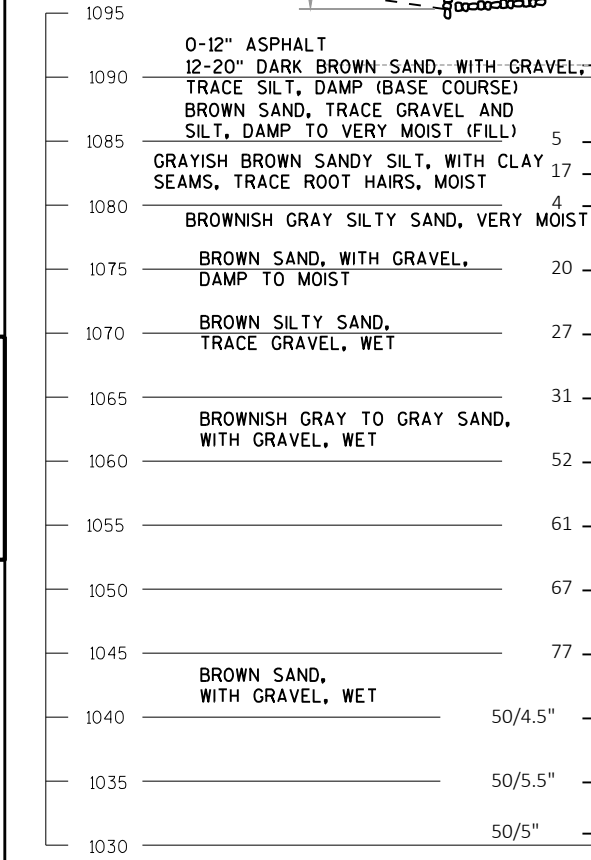 1095
0-12" ASPHALT
12-20" DARK BROWN SAND, WITH GRAVEL,
1090
TRACE SILT, DAMP (BASE COURSE)
BROWN SAND, TRACE GRAVEL AND
SILT, DAMP TO VERY MOIST (FILL)
1085 5
GRAYISH BROWN SANDY SILT, WITH CLAY
17
SEAMS, TRACE ROOT HAIRS, MOIST
1080 4
BROWNISH GRAY SILTY SAND, VERY MOIST
BROWN SAND, WITH GRAVEL,
1075 20
DAMP TO MOIST
BROWN SILTY SAND,
1070 27
TRACE GRAVEL, WET
1065 31
BROWNISH GRAY TO GRAY SAND,
WITH GRAVEL, WET
1060 52
1055 61
1050 67
1045 77
BROWN SAND,
WITH GRAVEL, WET
1040 50/4.5"
1035 50/5.5"
50/5"
1030